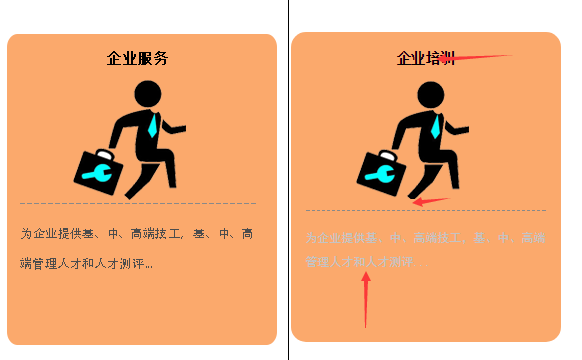 企业服务
为企业提供基、中、高端技工，基、中、高
端管理人才和人才测评...
企业培训
为企业提供基、中、高端技工，基、中、高端
管理人才和人才测评